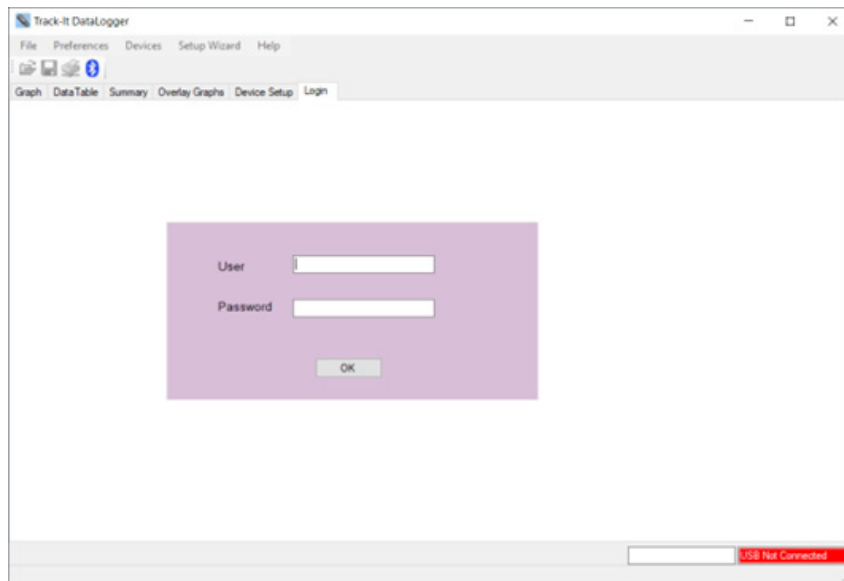 Track-It DataLogger
File Preferences Devices Setup Wizard Help
Graph DataTable Summary Overlay Graphs Device Setup Login
User
Password
OK
USB Not Connected